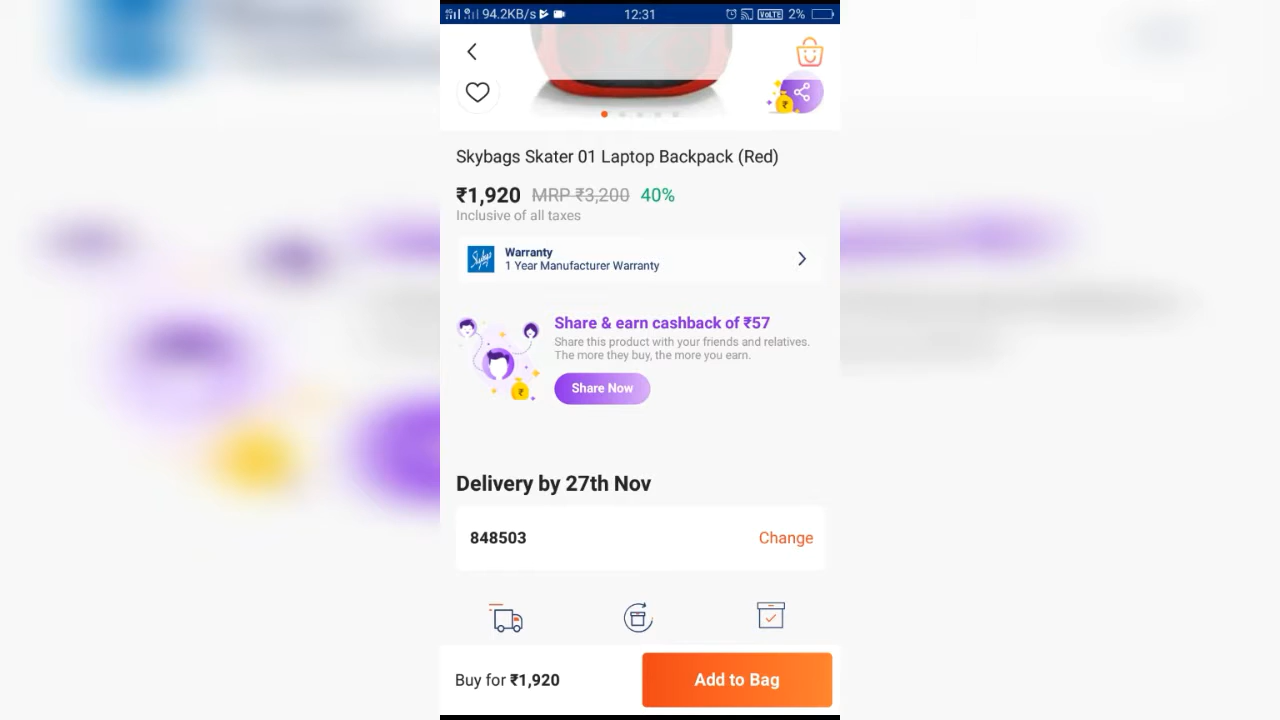 94.2KB/s 12:31 VoLTE 2%
Skybags Skater 01 Laptop Backpack (Red)
₹1,920 MRP ₹3,200 40%
Inclusive of all taxes
Skybags
Warranty
1 Year Manufacturer Warranty
Share & earn cashback of ₹57
Share this product with your friends and relatives.
The more they buy, the more you earn.
Share Now
Delivery by 27th Nov
848503 Change
Buy for ₹1,920 Add to Bag